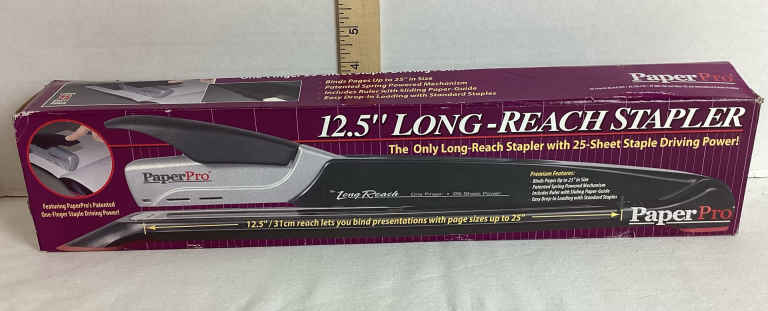 5
4
One-Finger
Binds Pages Up to 25" in Size
Patented Spring Powered Mechanism
Includes Ruler with Sliding Paper-Guide
Easy Drop-In Loading with Standard Staples
PaperPro
12.5" LONG-REACH STAPLER
The Only Long-Reach Stapler with 25-Sheet Staple Driving Power!
PaperPro
Long Reach One Finger • 25 Sheet Power
Premium Features:
Binds Pages Up to 25" in Size
Patented Spring Powered Mechanism
Includes Ruler with Sliding Paper-Guide
Easy Drop-In Loading with Standard Staples
Featuring PaperPro's Patented
One-Finger Staple Driving Power!
12.5" / 31cm reach lets you bind presentations with page sizes up to 25"
PaperPro